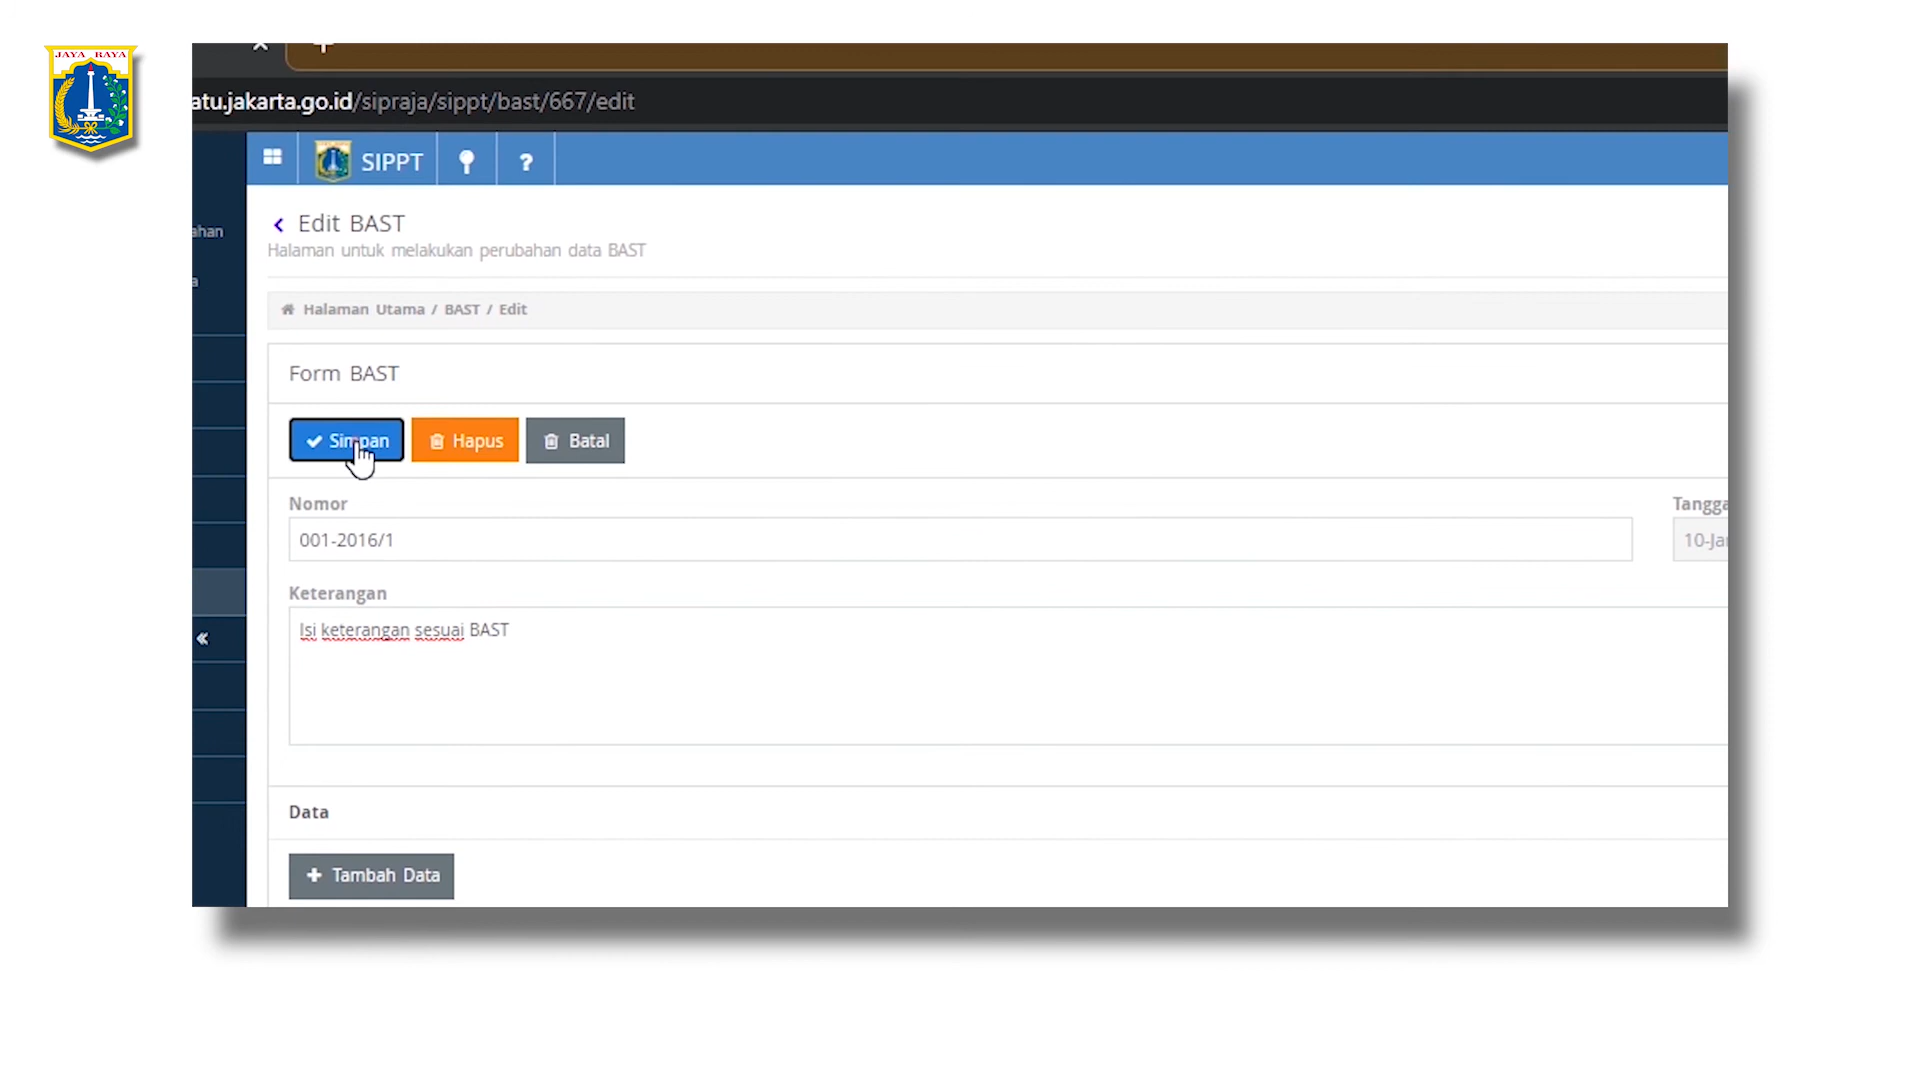 JAYA RAYA
atu.jakarta.go.id/sipraja/sippt/bast/667/edit
SIPPT
?
Edit BAST
Halaman untuk melakukan perubahan data BAST
Halaman Utama / BAST / Edit
Form BAST
Simpan Hapus Batal
Nomor
001-2016/1
10-Ja
Keterangan
Isi keterangan sesuai BAST
Data
+ Tambah Data